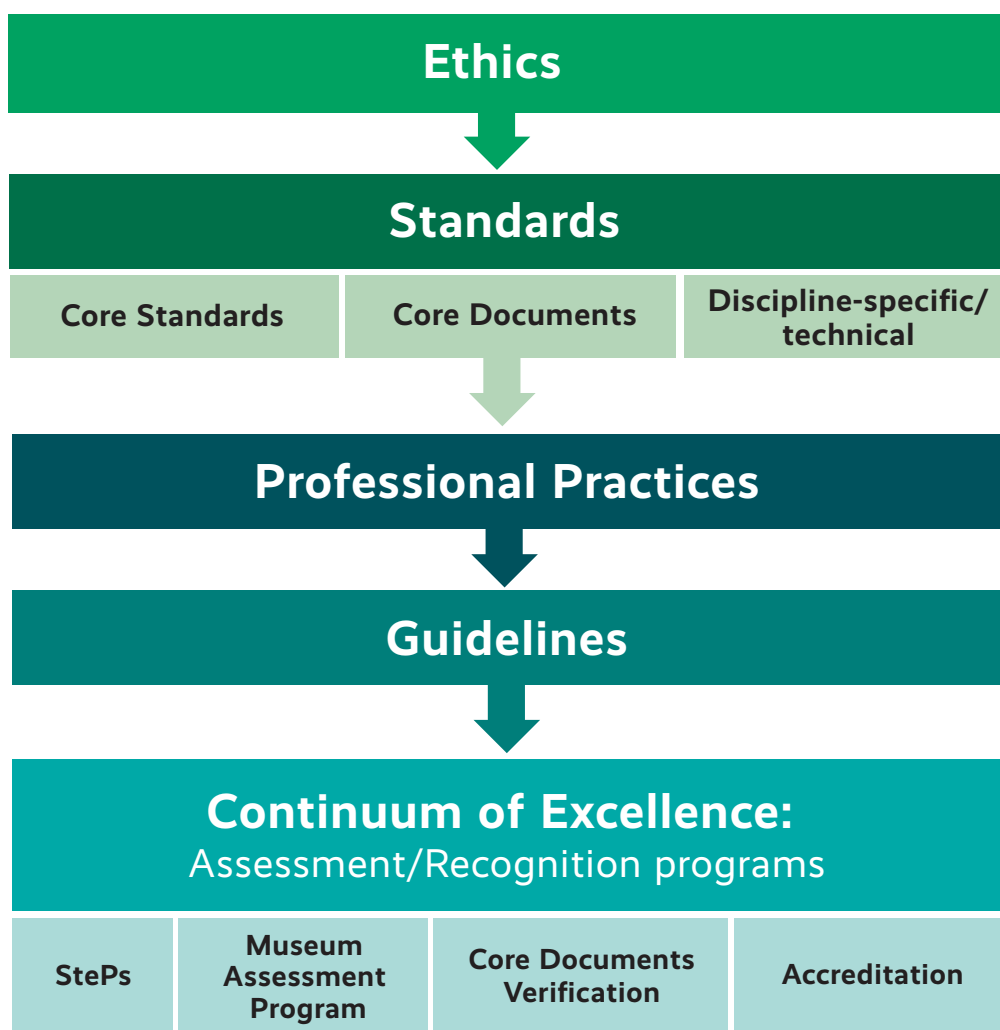 Ethics
Standards
Core Standards
Core Documents
Discipline-specific/
technical
Professional Practices
Guidelines
Continuum of Excellence:
Assessment/Recognition programs
StePs
Museum
Assessment
Program
Core Documents
Verification
Accreditation